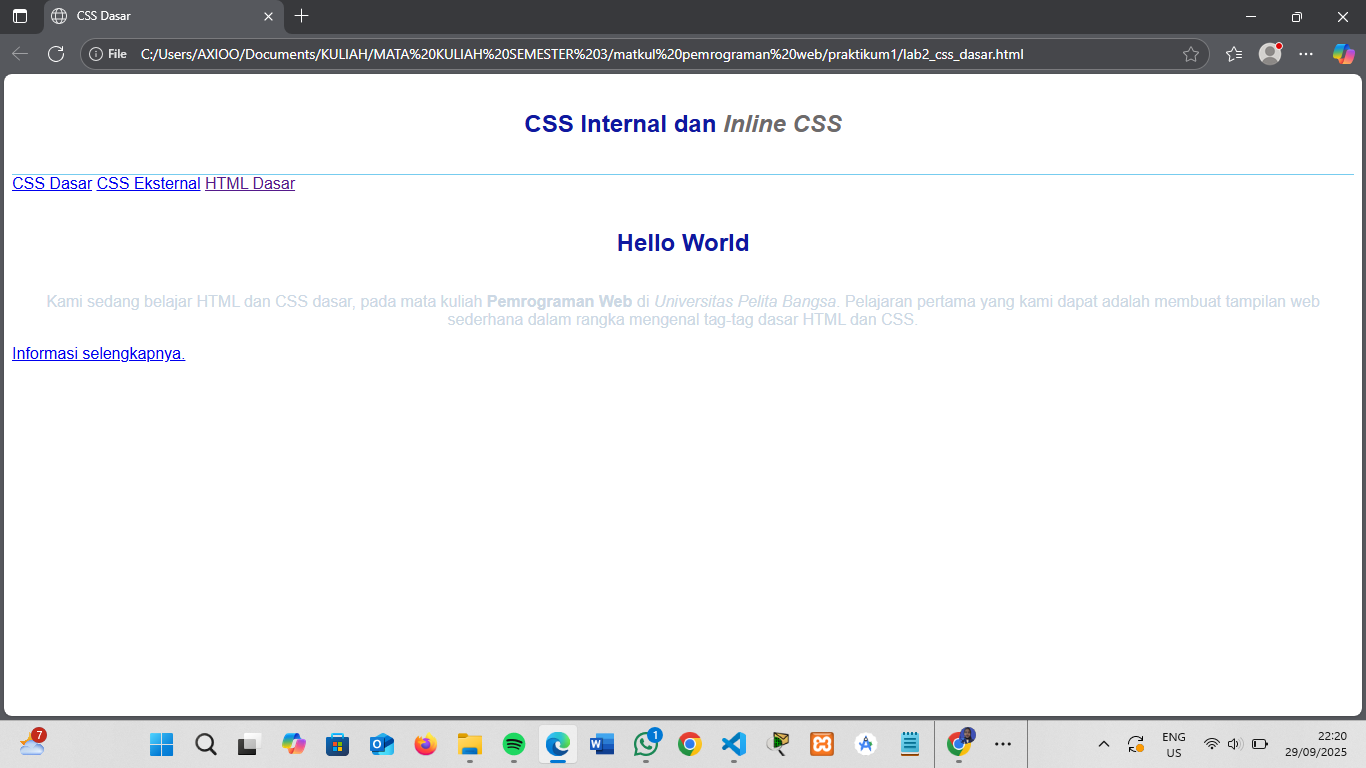 CSS Dasar
File
C:/Users/AXIOO/Documents/KULIAH/MATA%20KULIAH%20SEMESTER%203/matkul%20pemrograman%20web/praktikum1/lab2_css_dasar.html
CSS Internal dan Inline CSS
CSS Dasar CSS Eksternal HTML Dasar
Hello World
Kami sedang belajar HTML dan CSS dasar, pada mata kuliah Pemrograman Web di Universitas Pelita Bangsa. Pelajaran pertama yang kami dapat adalah membuat tampilan web
sederhana dalam rangka mengenal tag-tag dasar HTML dan CSS.
Informasi selengkapnya.
7
1
ENG
US
22:20
29/09/2025